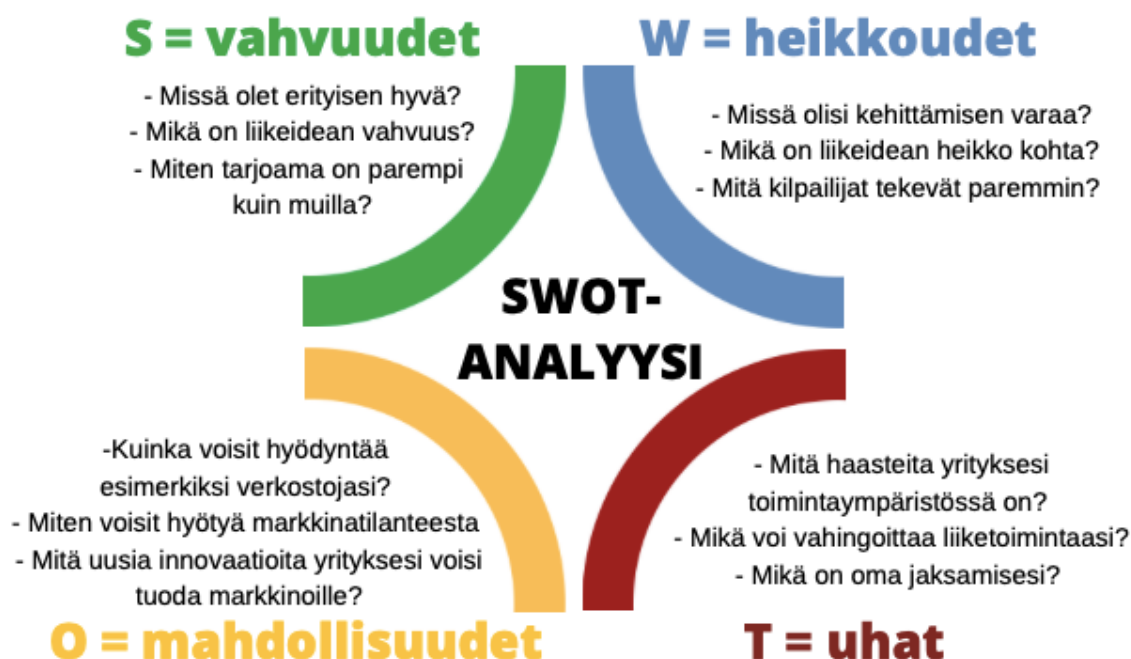 S = vahvuudet
- Missä olet erityisen hyvä?
- Mikä on liikeidean vahvuus?
- Miten tarjoama on parempi
kuin muilla?
W = heikkoudet
- Missä olisi kehittämisen varaa?
- Mikä on liikeidean heikko kohta?
- Mitä kilpailijat tekevät paremmin?
SWOT-
ANALYYSI
-Kuinka voisit hyödyntää
esimerkiksi verkostojasi?
- Miten voisit hyötyä markkinatilanteesta
- Mitä uusia innovaatioita yrityksesi voisi
tuoda markkinoille?
O = mahdollisuudet
- Mitä haasteita yrityksesi
toimintaympäristössä on?
- Mikä voi vahingoittaa liiketoimintaasi?
- Mikä on oma jaksamisesi?
T = uhat